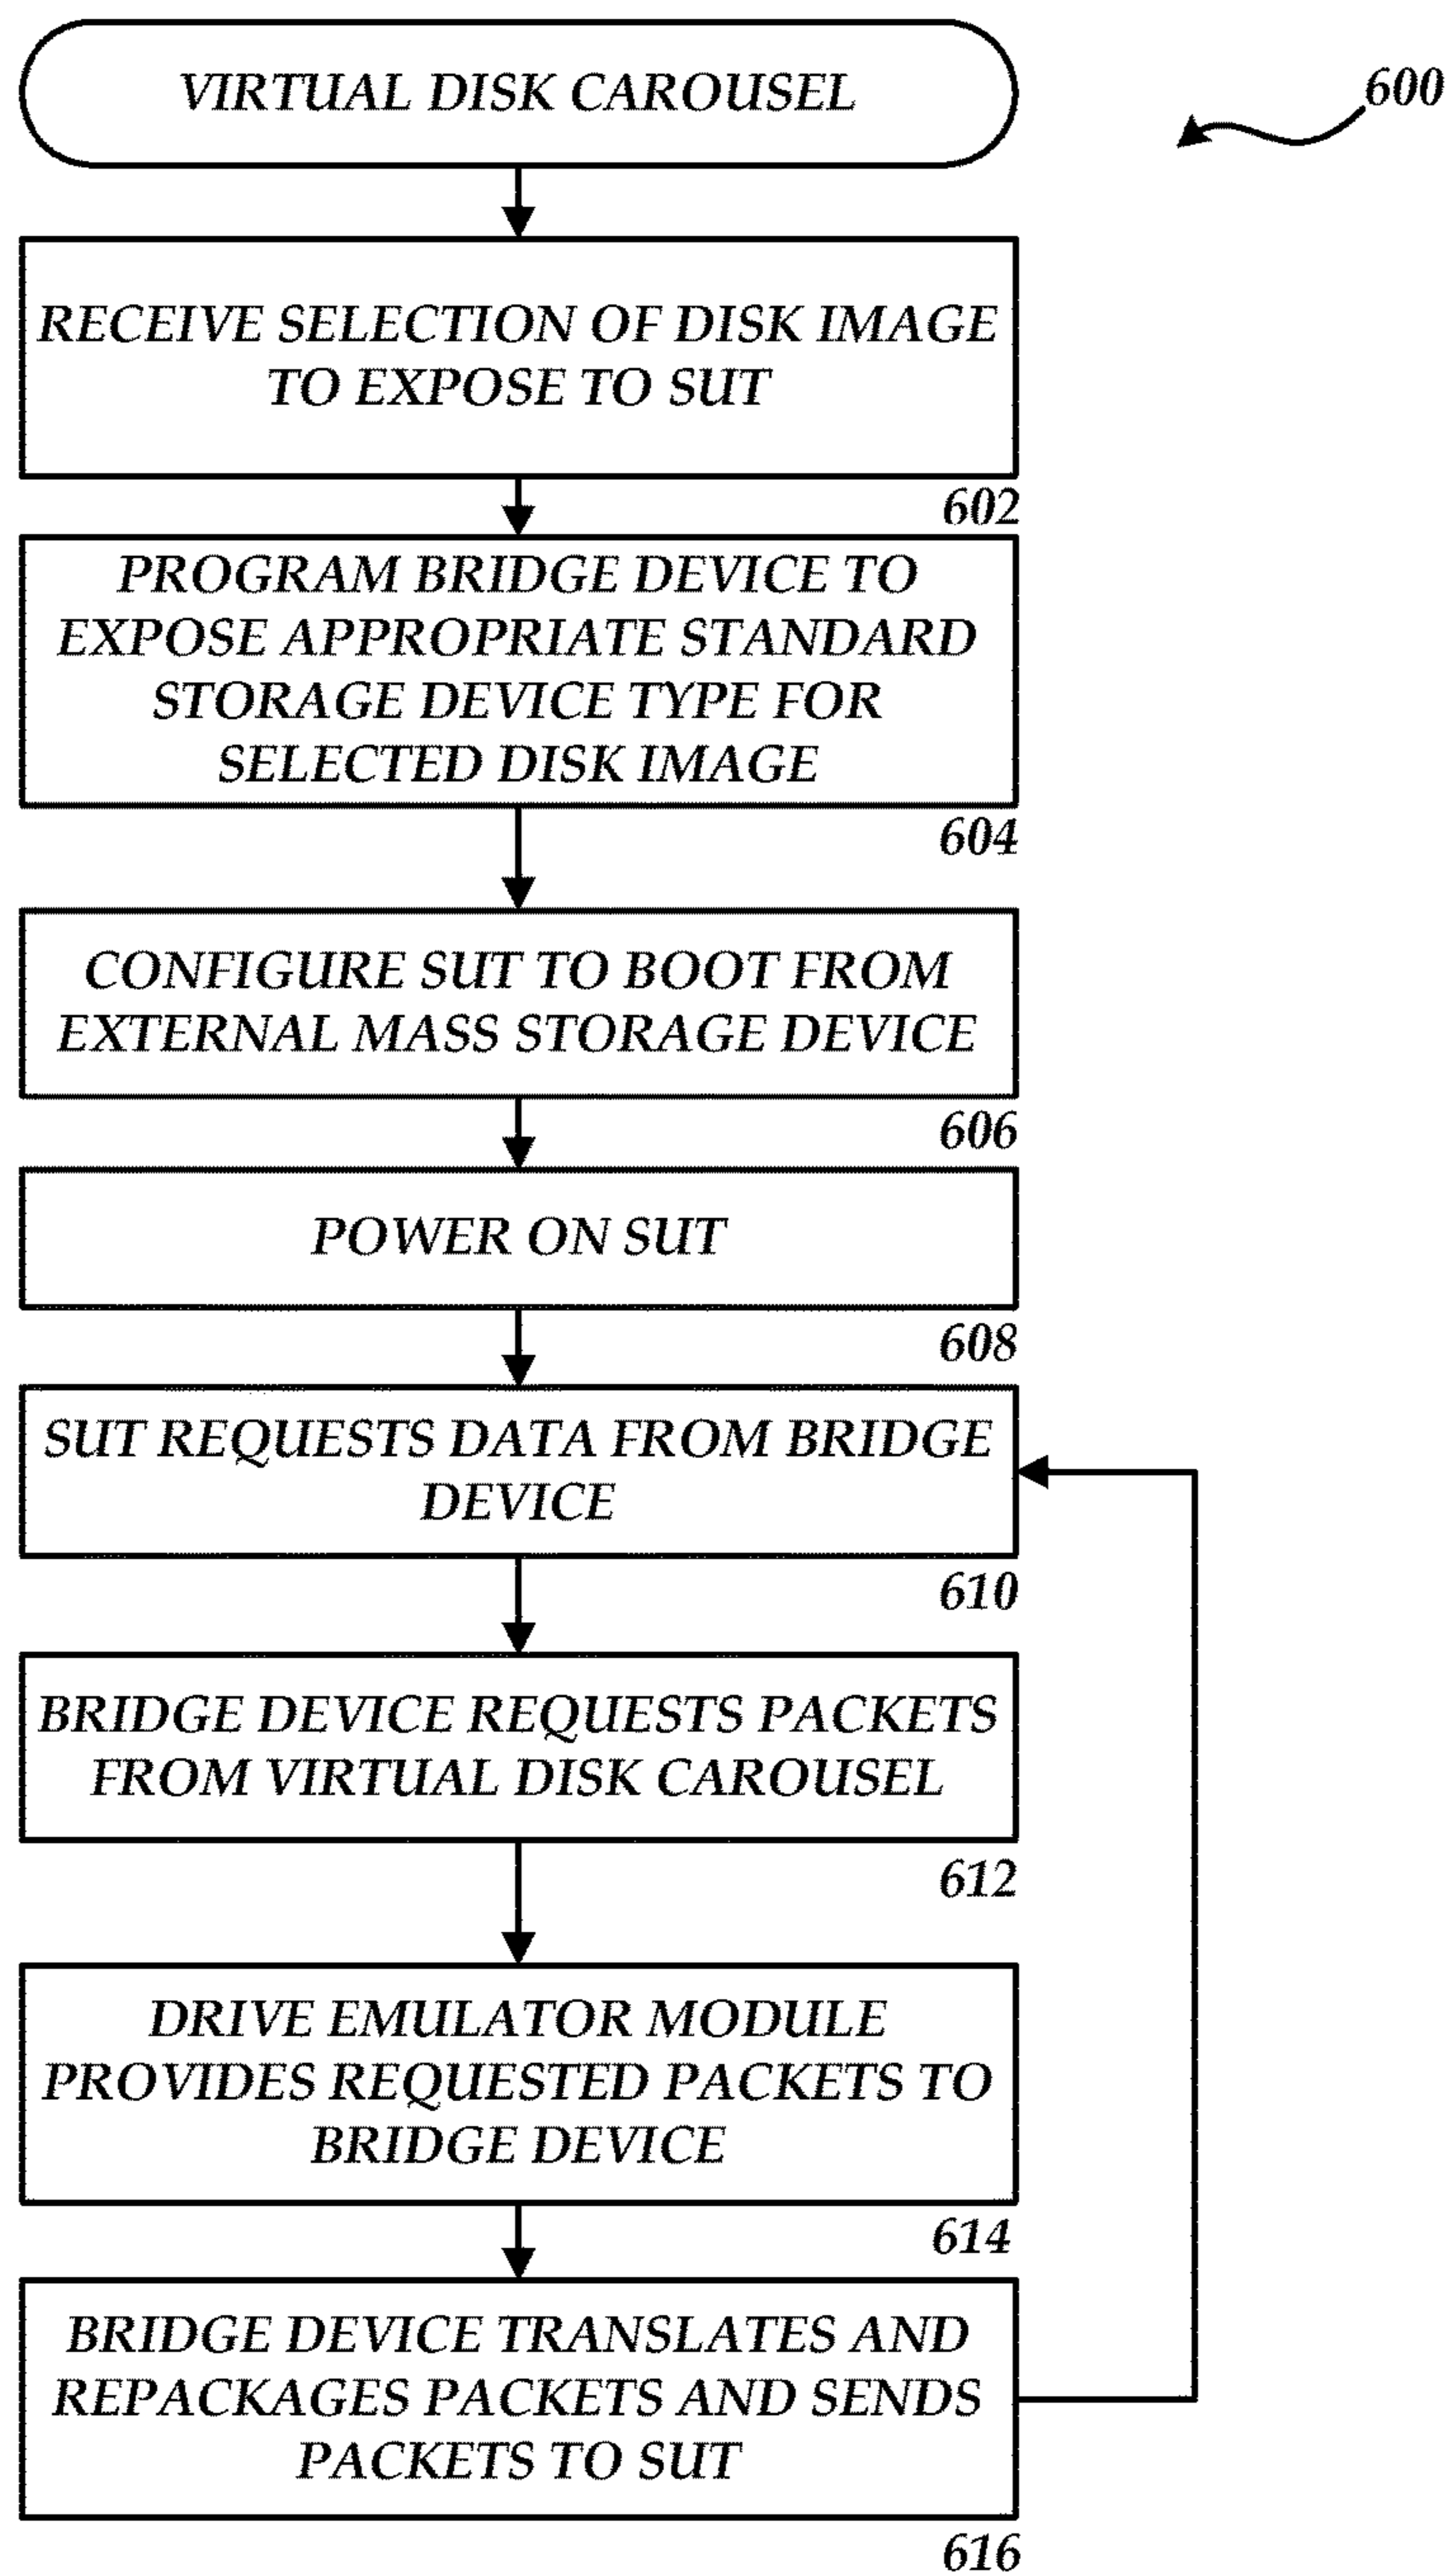 VIRTUAL DISK CAROUSEL
600
RECEIVE SELECTION OF DISK IMAGE
TO EXPOSE TO SUT
602
PROGRAM BRIDGE DEVICE TO
EXPOSE APPROPRIATE STANDARD
STORAGE DEVICE TYPE FOR
SELECTED DISK IMAGE
604
CONFIGURE SUT TO BOOT FROM
EXTERNAL MASS STORAGE DEVICE
606
POWER ON SUT
608
SUT REQUESTS DATA FROM BRIDGE
DEVICE
610
BRIDGE DEVICE REQUESTS PACKETS
FROM VIRTUAL DISK CAROUSEL
612
DRIVE EMULATOR MODULE
PROVIDES REQUESTED PACKETS TO
BRIDGE DEVICE
614
BRIDGE DEVICE TRANSLATES AND
REPACKAGES PACKETS AND SENDS
PACKETS TO SUT
616